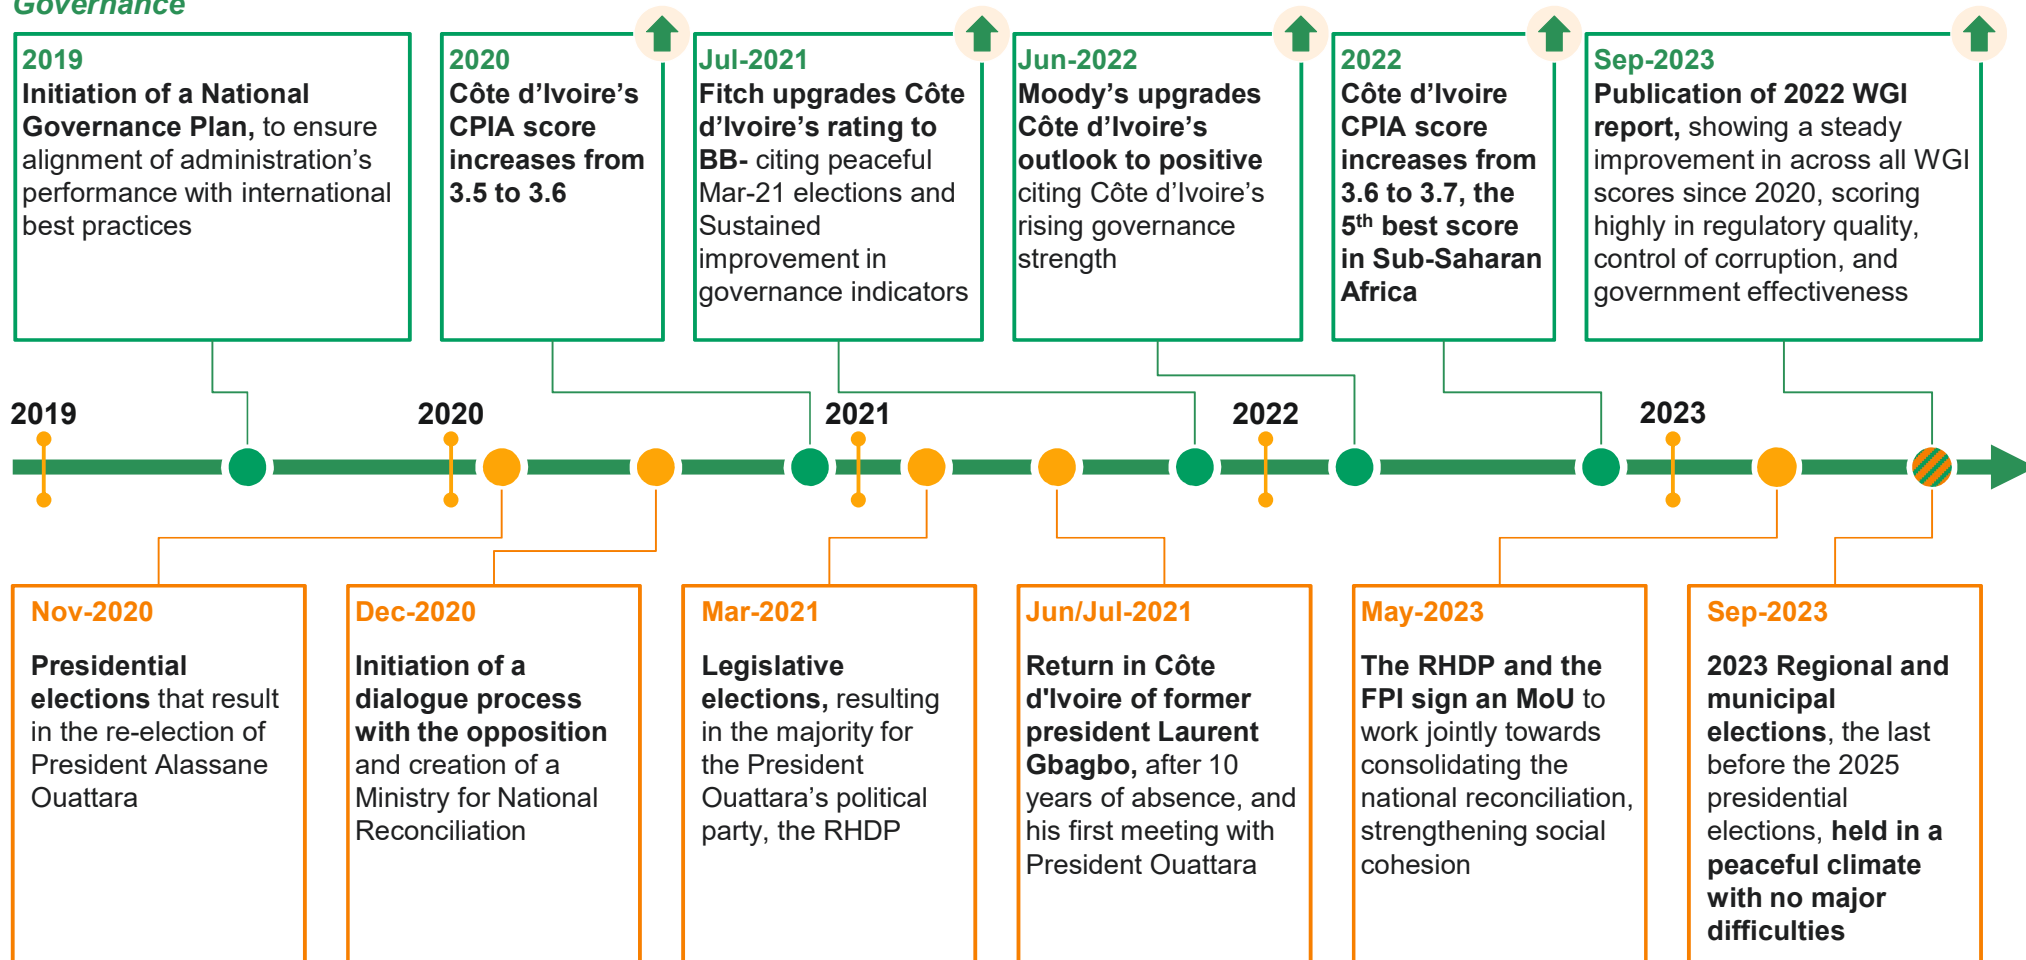 Governance
2019
Initiation of a National
Governance Plan, to ensure
alignment of administration's
performance with international
best practices
2020
Côte d'Ivoire's
CPIA score
increases from
3.5 to 3.6
Jul-2021
Fitch upgrades Côte
d'Ivoire's rating to
BB- citing peaceful
Mar-21 elections and
Sustained
improvement in
governance indicators
Jun-2022
Moody's upgrades
Côte d'Ivoire's
outlook to positive
citing Côte d'Ivoire's
rising governance
strength
2022
Côte d'Ivoire
CPIA score
increases from
3.6 to 3.7, the
5th best score
in Sub-Saharan
Africa
Sep-2023
Publication of 2022 WGI
report, showing a steady
improvement in across all WGI
scores since 2020, scoring
highly in regulatory quality,
control of corruption, and
government effectiveness
2019
2020
2021
2022
2023
Nov-2020
Presidential
elections that result
in the re-election of
President Alassane
Ouattara
Dec-2020
Initiation of a
dialogue process
with the opposition
and creation of a
Ministry for National
Reconciliation
Mar-2021
Legislative
elections, resulting
in the majority for
the President
Ouattara's political
party, the RHDP
Jun/Jul-2021
Return in Côte
d'Ivoire of former
president Laurent
Gbagbo, after 10
years of absence, and
his first meeting with
President Ouattara
May-2023
The RHDP and the
FPI sign an MoU to
work jointly towards
consolidating the
national reconciliation,
strengthening social
cohesion
Sep-2023
2023 Regional and
municipal
elections, the last
before the 2025
presidential
elections, held in a
peaceful climate
with no major
difficulties